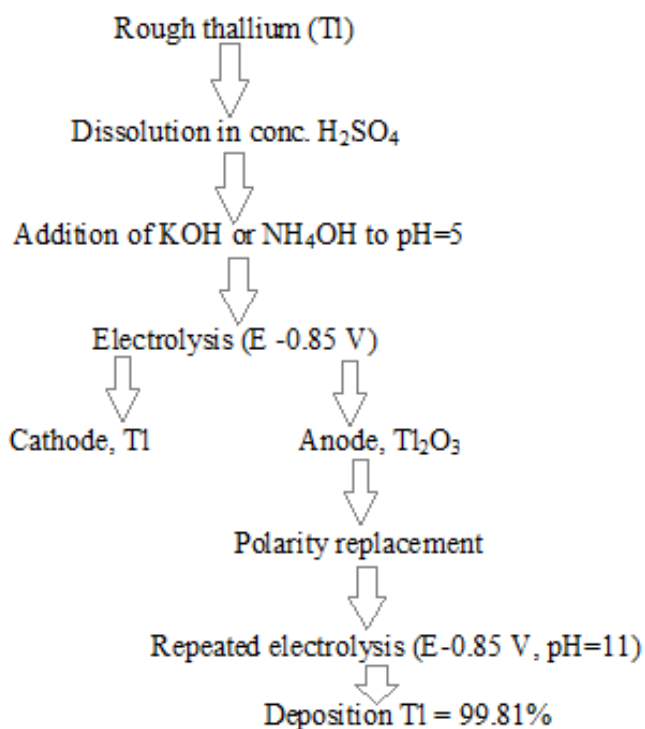 Rough thallium (Tl)
Dissolution in conc. H₂SO₄
Addition of KOH or NH₄OH to pH=5
Electrolysis (E -0.85 V)
Cathode, Tl
Anode, Tl₂O₃
Polarity replacement
Repeated electrolysis (E-0.85 V, pH=11)
Deposition Tl = 99.81%